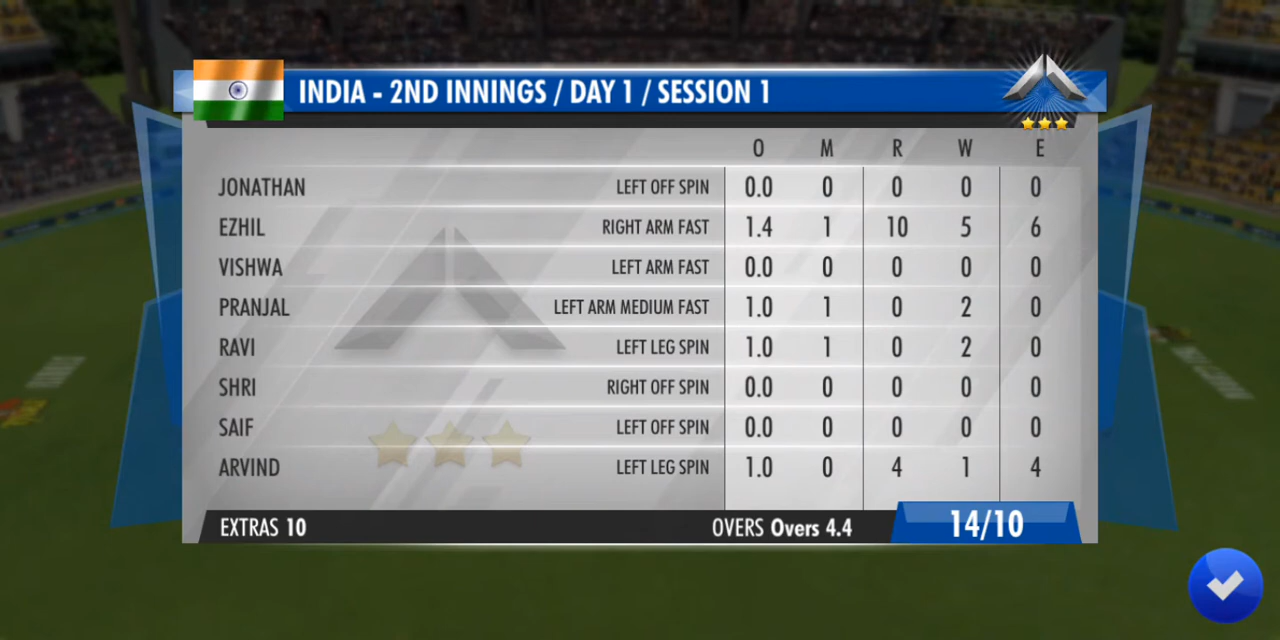 INDIA - 2ND INNINGS / DAY 1 / SESSION 1
O M R W E
JONATHAN LEFT OFF SPIN 0.0 0 0 0 0
EZHIL RIGHT ARM FAST 1.4 1 10 5 6
VISHWA LEFT ARM FAST 0.0 0 0 0 0
PRANJAL LEFT ARM MEDIUM FAST 1.0 1 0 2 0
RAVI LEFT LEG SPIN 1.0 1 0 2 0
SHRI RIGHT OFF SPIN 0.0 0 0 0 0
SAIF LEFT OFF SPIN 0.0 0 0 0 0
ARVIND LEFT LEG SPIN 1.0 0 4 1 4
EXTRAS 10 OVERS Overs 4.4 14/10